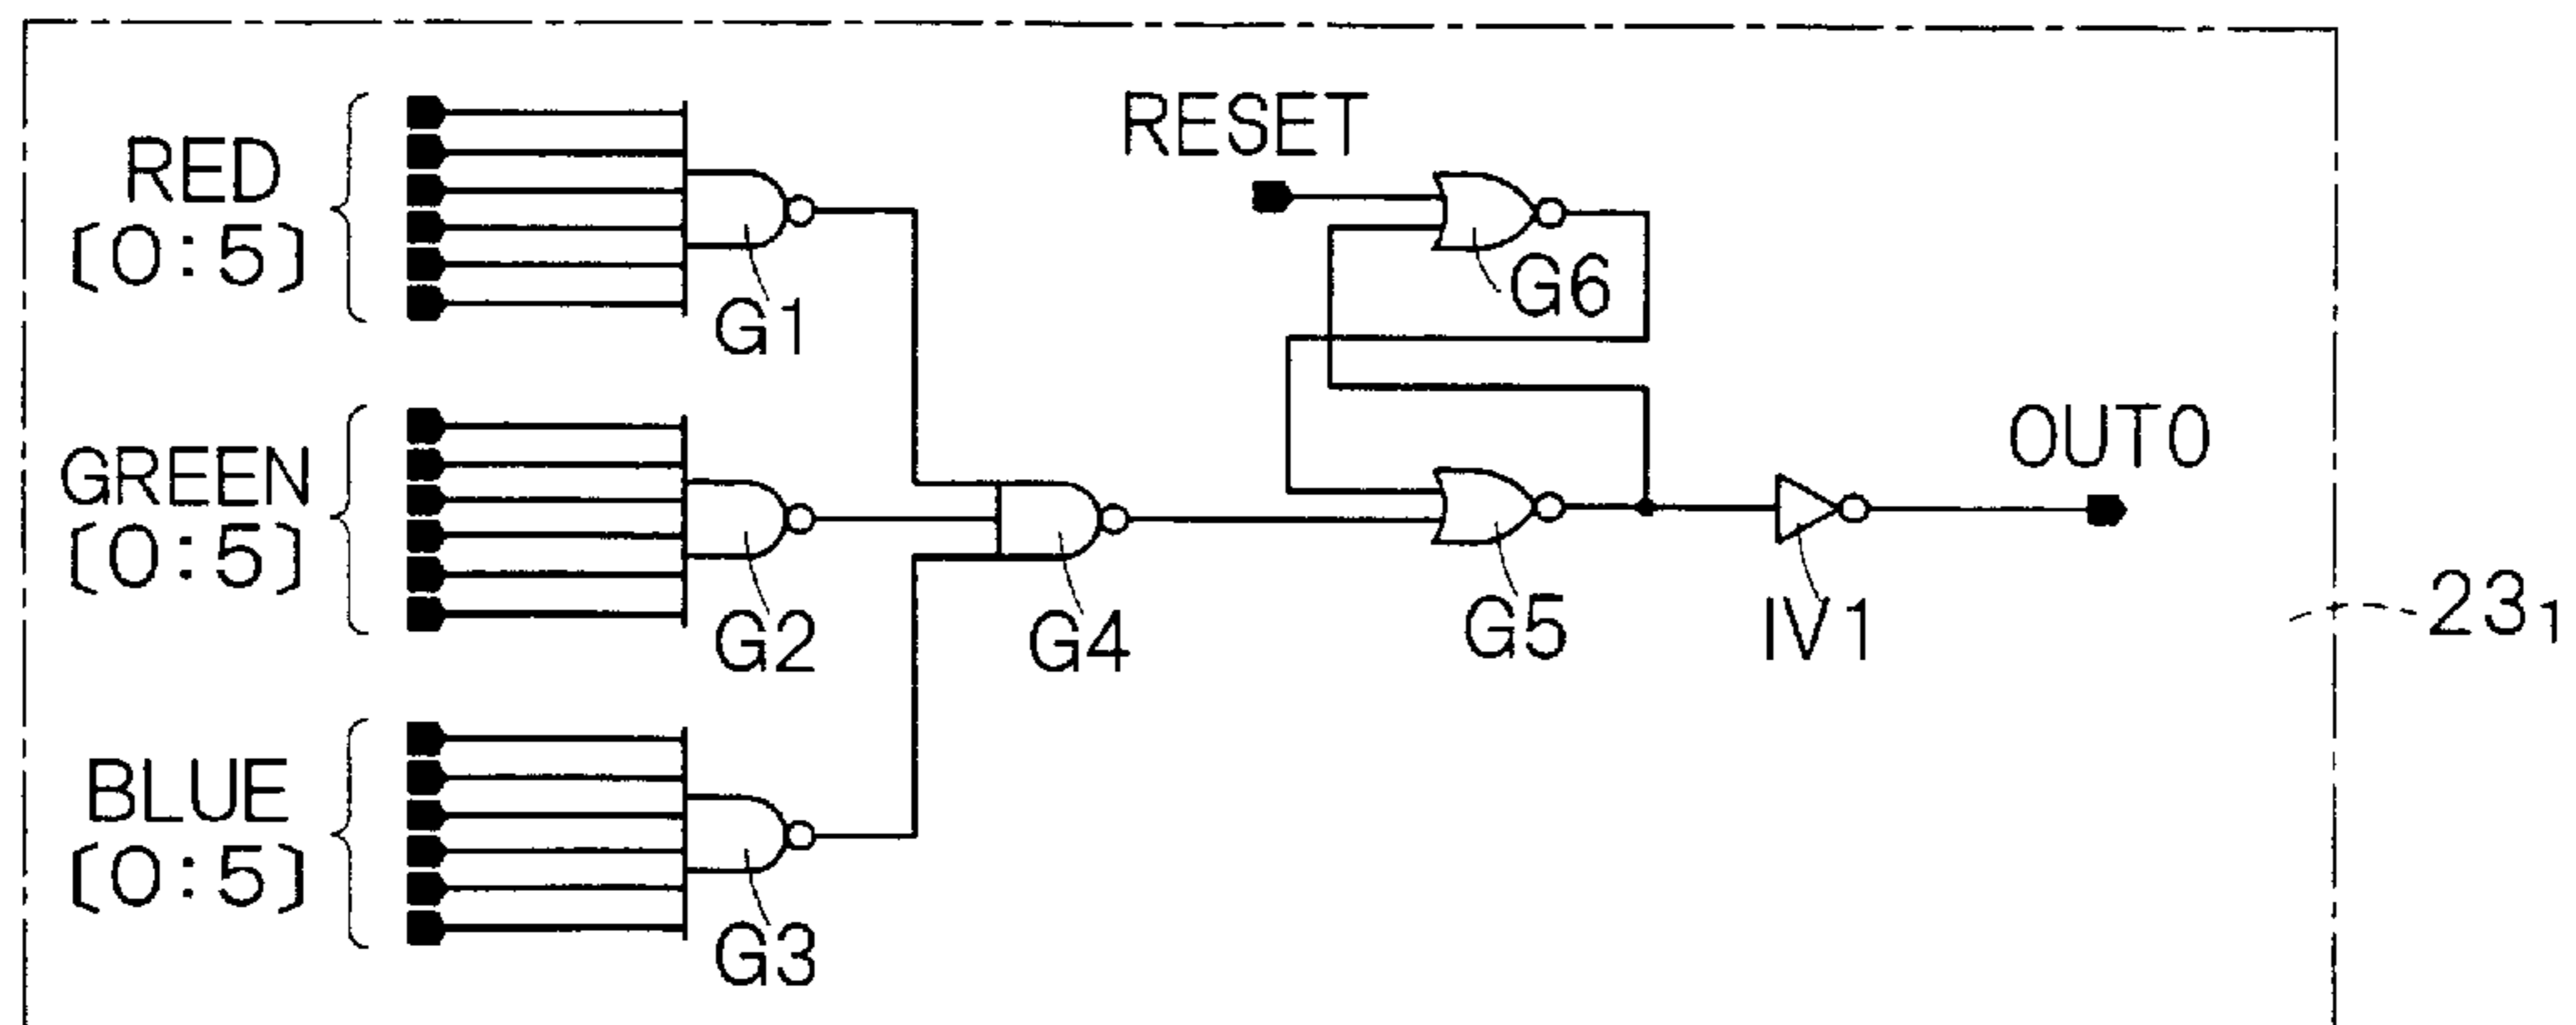 RED
[0:5]
G1
RESET
G6
GREEN
[0:5]
G2
G4
G5
IV1
OUT0
23₁
BLUE
[0:5]
G3